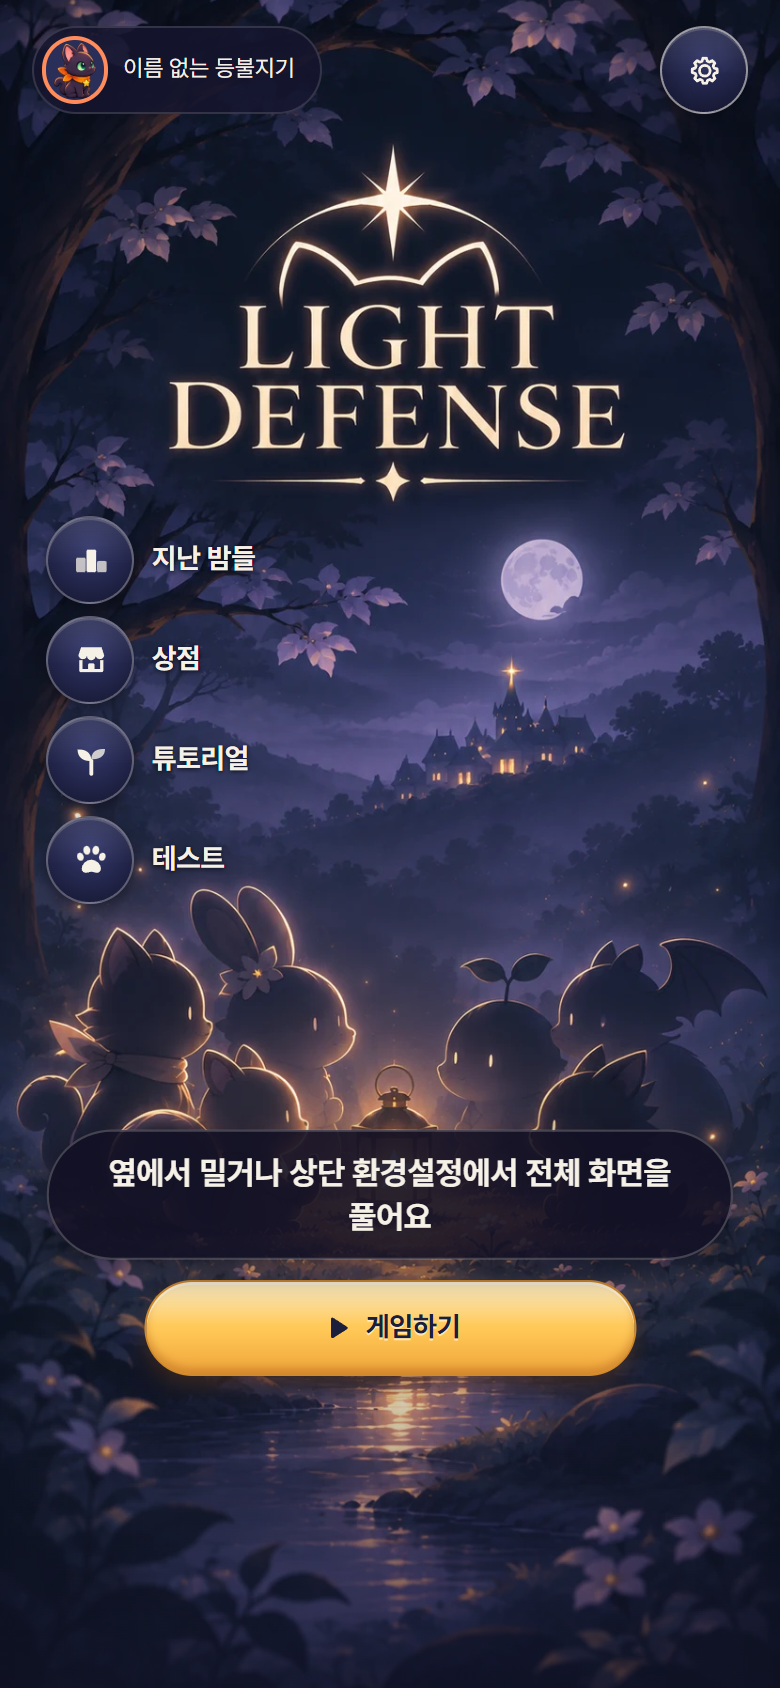 이름 없는 등불지기
LIGHT
DEFENSE
지난 밤들
상점
튜토리얼
테스트
옆에서 밀거나 상단 환경설정에서 전체 화면을
풀어요
게임하기